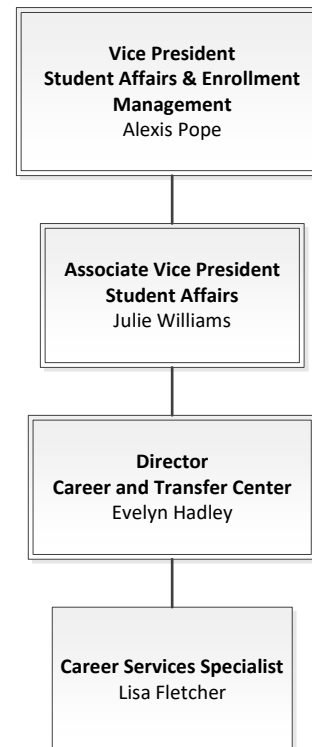 Vice President
Student Affairs & Enrollment
Management
Alexis Pope
Associate Vice President
Student Affairs
Julie Williams
Director
Career and Transfer Center
Evelyn Hadley
Career Services Specialist
Lisa Fletcher